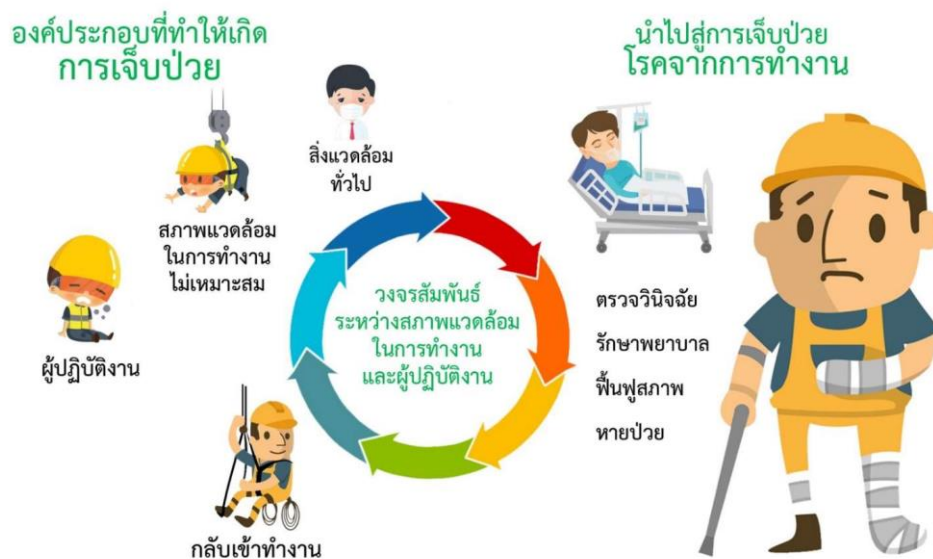 องค์ประกอบที่ทำให้เกิด
การเจ็บป่วย
สิ่งแวดล้อม
ทั่วไป
สภาพแวดล้อม
ในการทำงาน
ไม่เหมาะสม
ผู้ปฏิบัติงาน
กลับเข้าทำงาน
วงจรสัมพันธ์
ระหว่างสภาพแวดล้อม
ในการทำงาน
และผู้ปฏิบัติงาน
นำไปสู่การเจ็บป่วย
โรคจากการทำงาน
ตรวจวินิจฉัย
รักษาพยาบาล
ฟื้นฟูสภาพ
หายป่วย